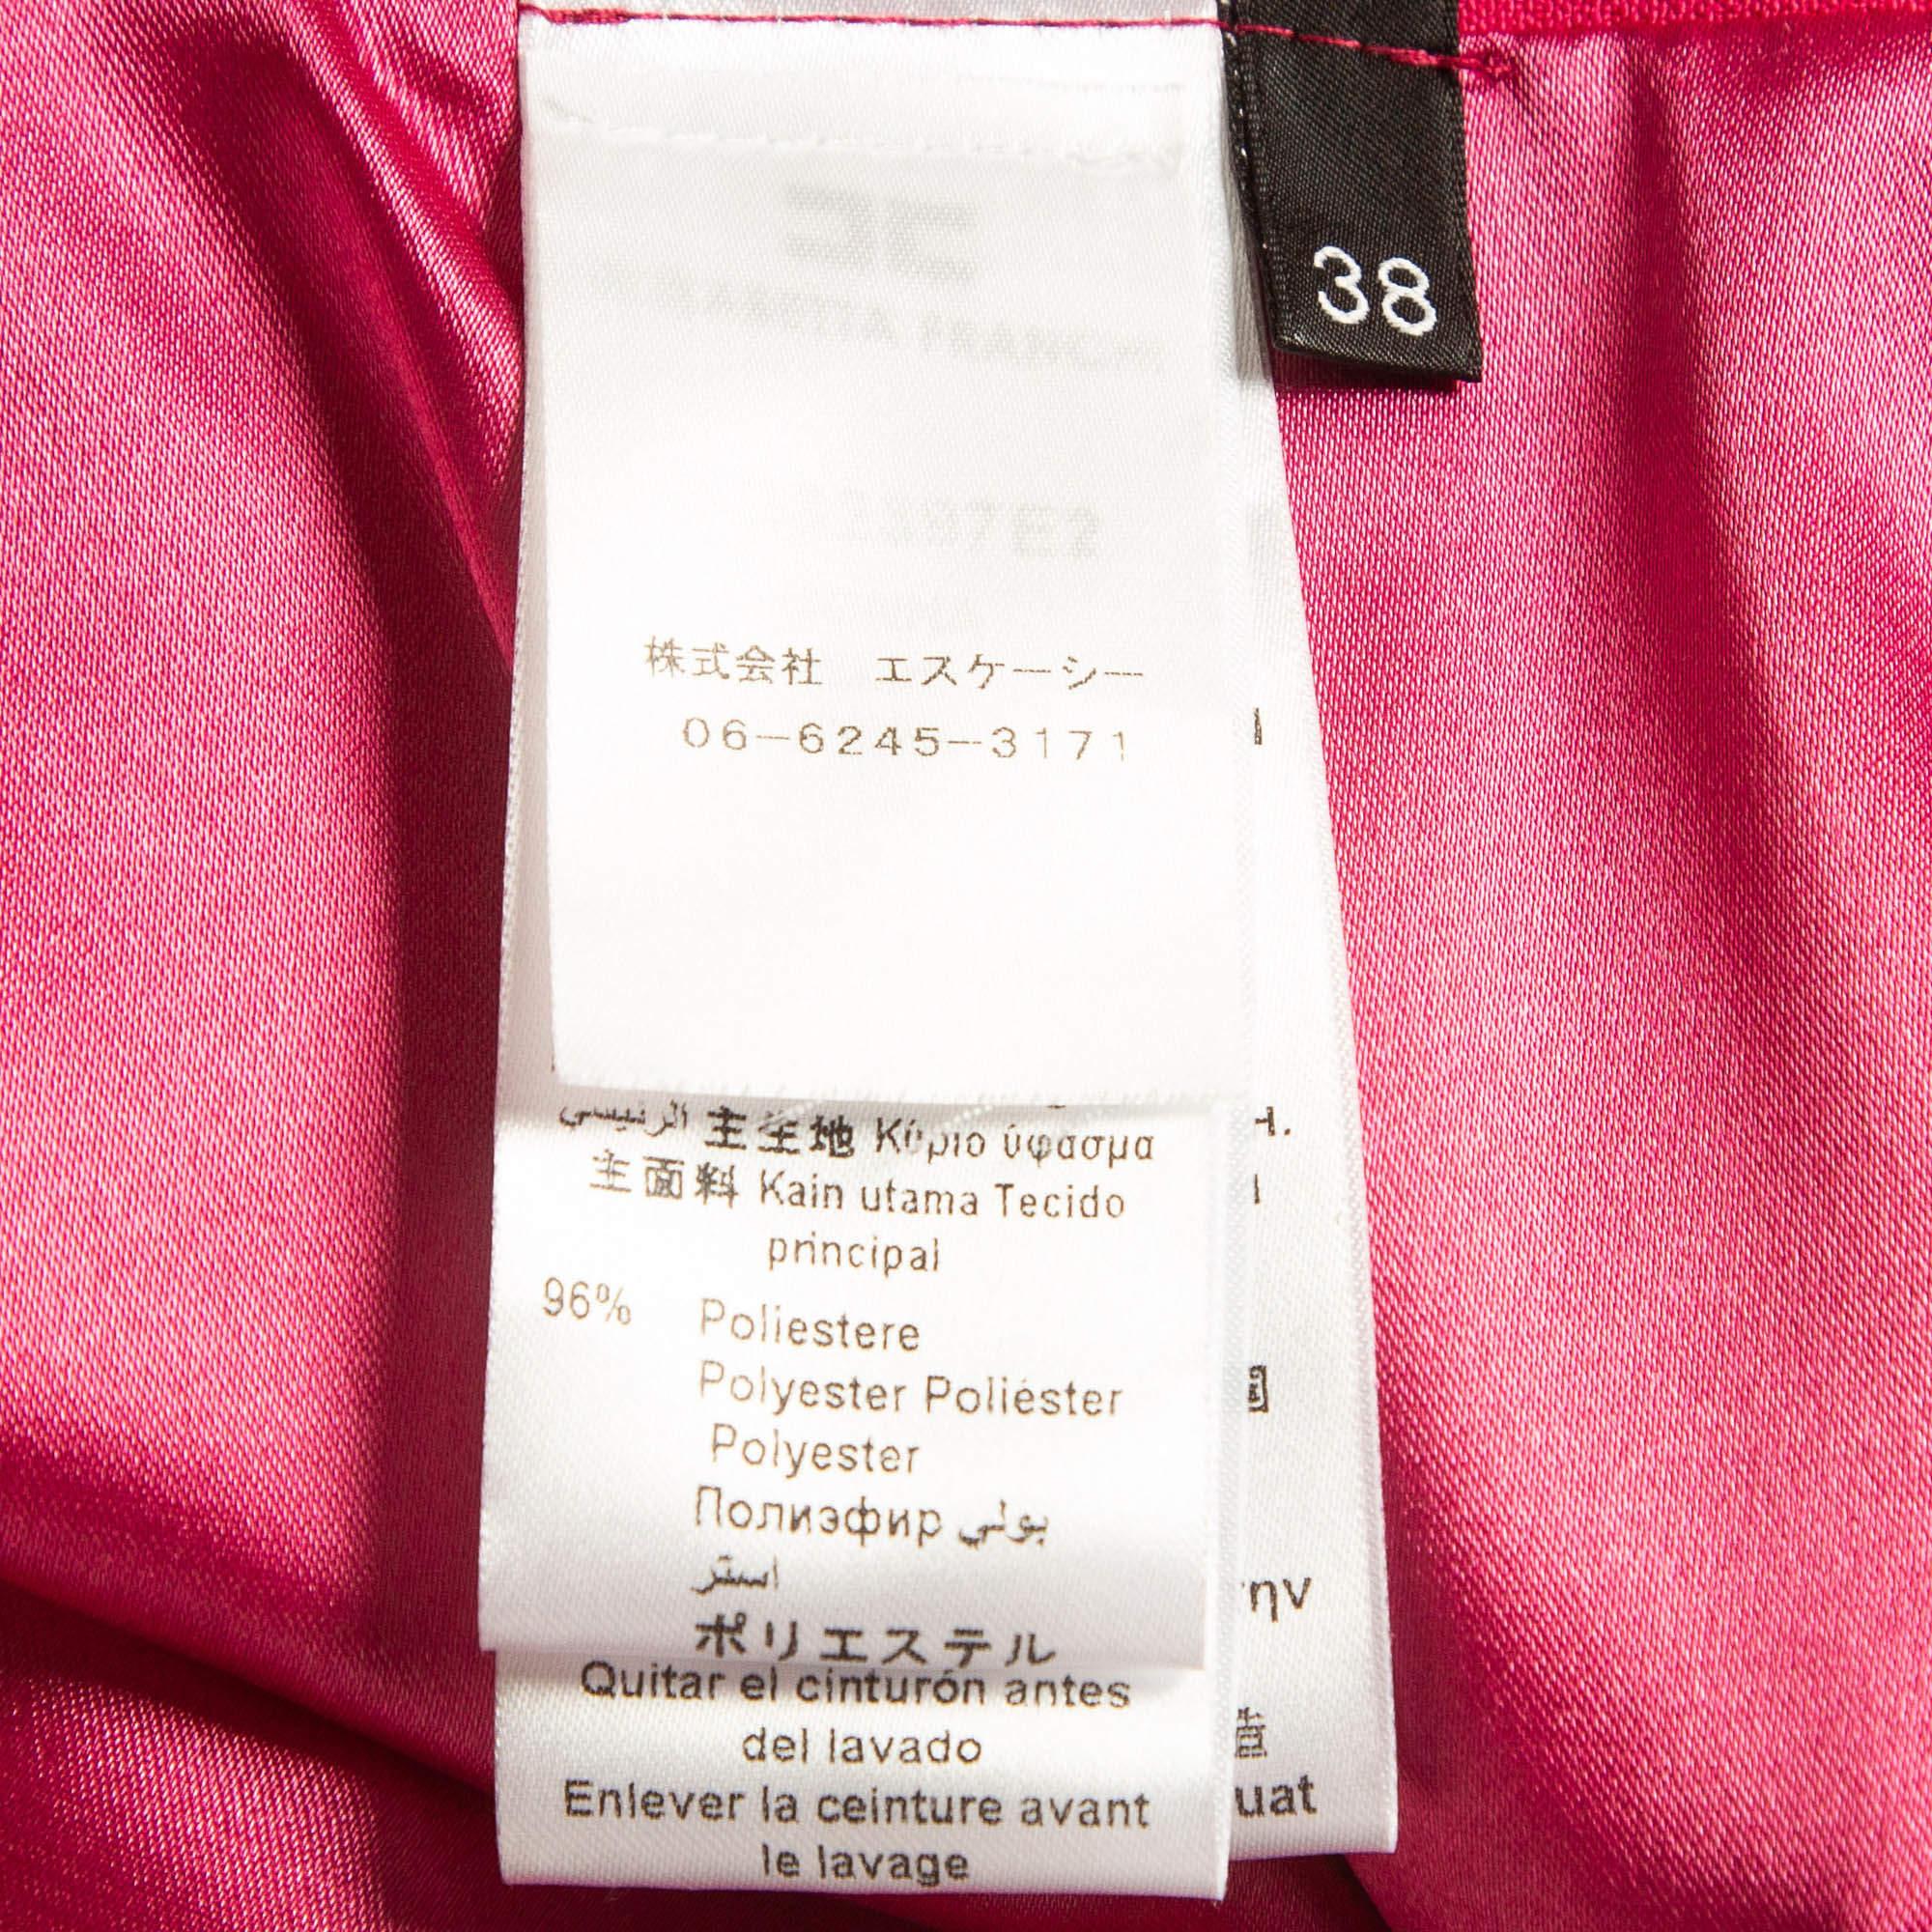 38
FRANCHI
株式会社　エスケーシー
06-6245-3171
الرئيسي 主生地 Κύριο ύφασμα
主面料 Kain utama Tecido
principal
96% Poliestere
Polyester Poliéster
Polyester
Полиэфир بولي
استر
ポリエステル
Quitar el cinturón antes
del lavado
Enlever la ceinture avant
le lavage